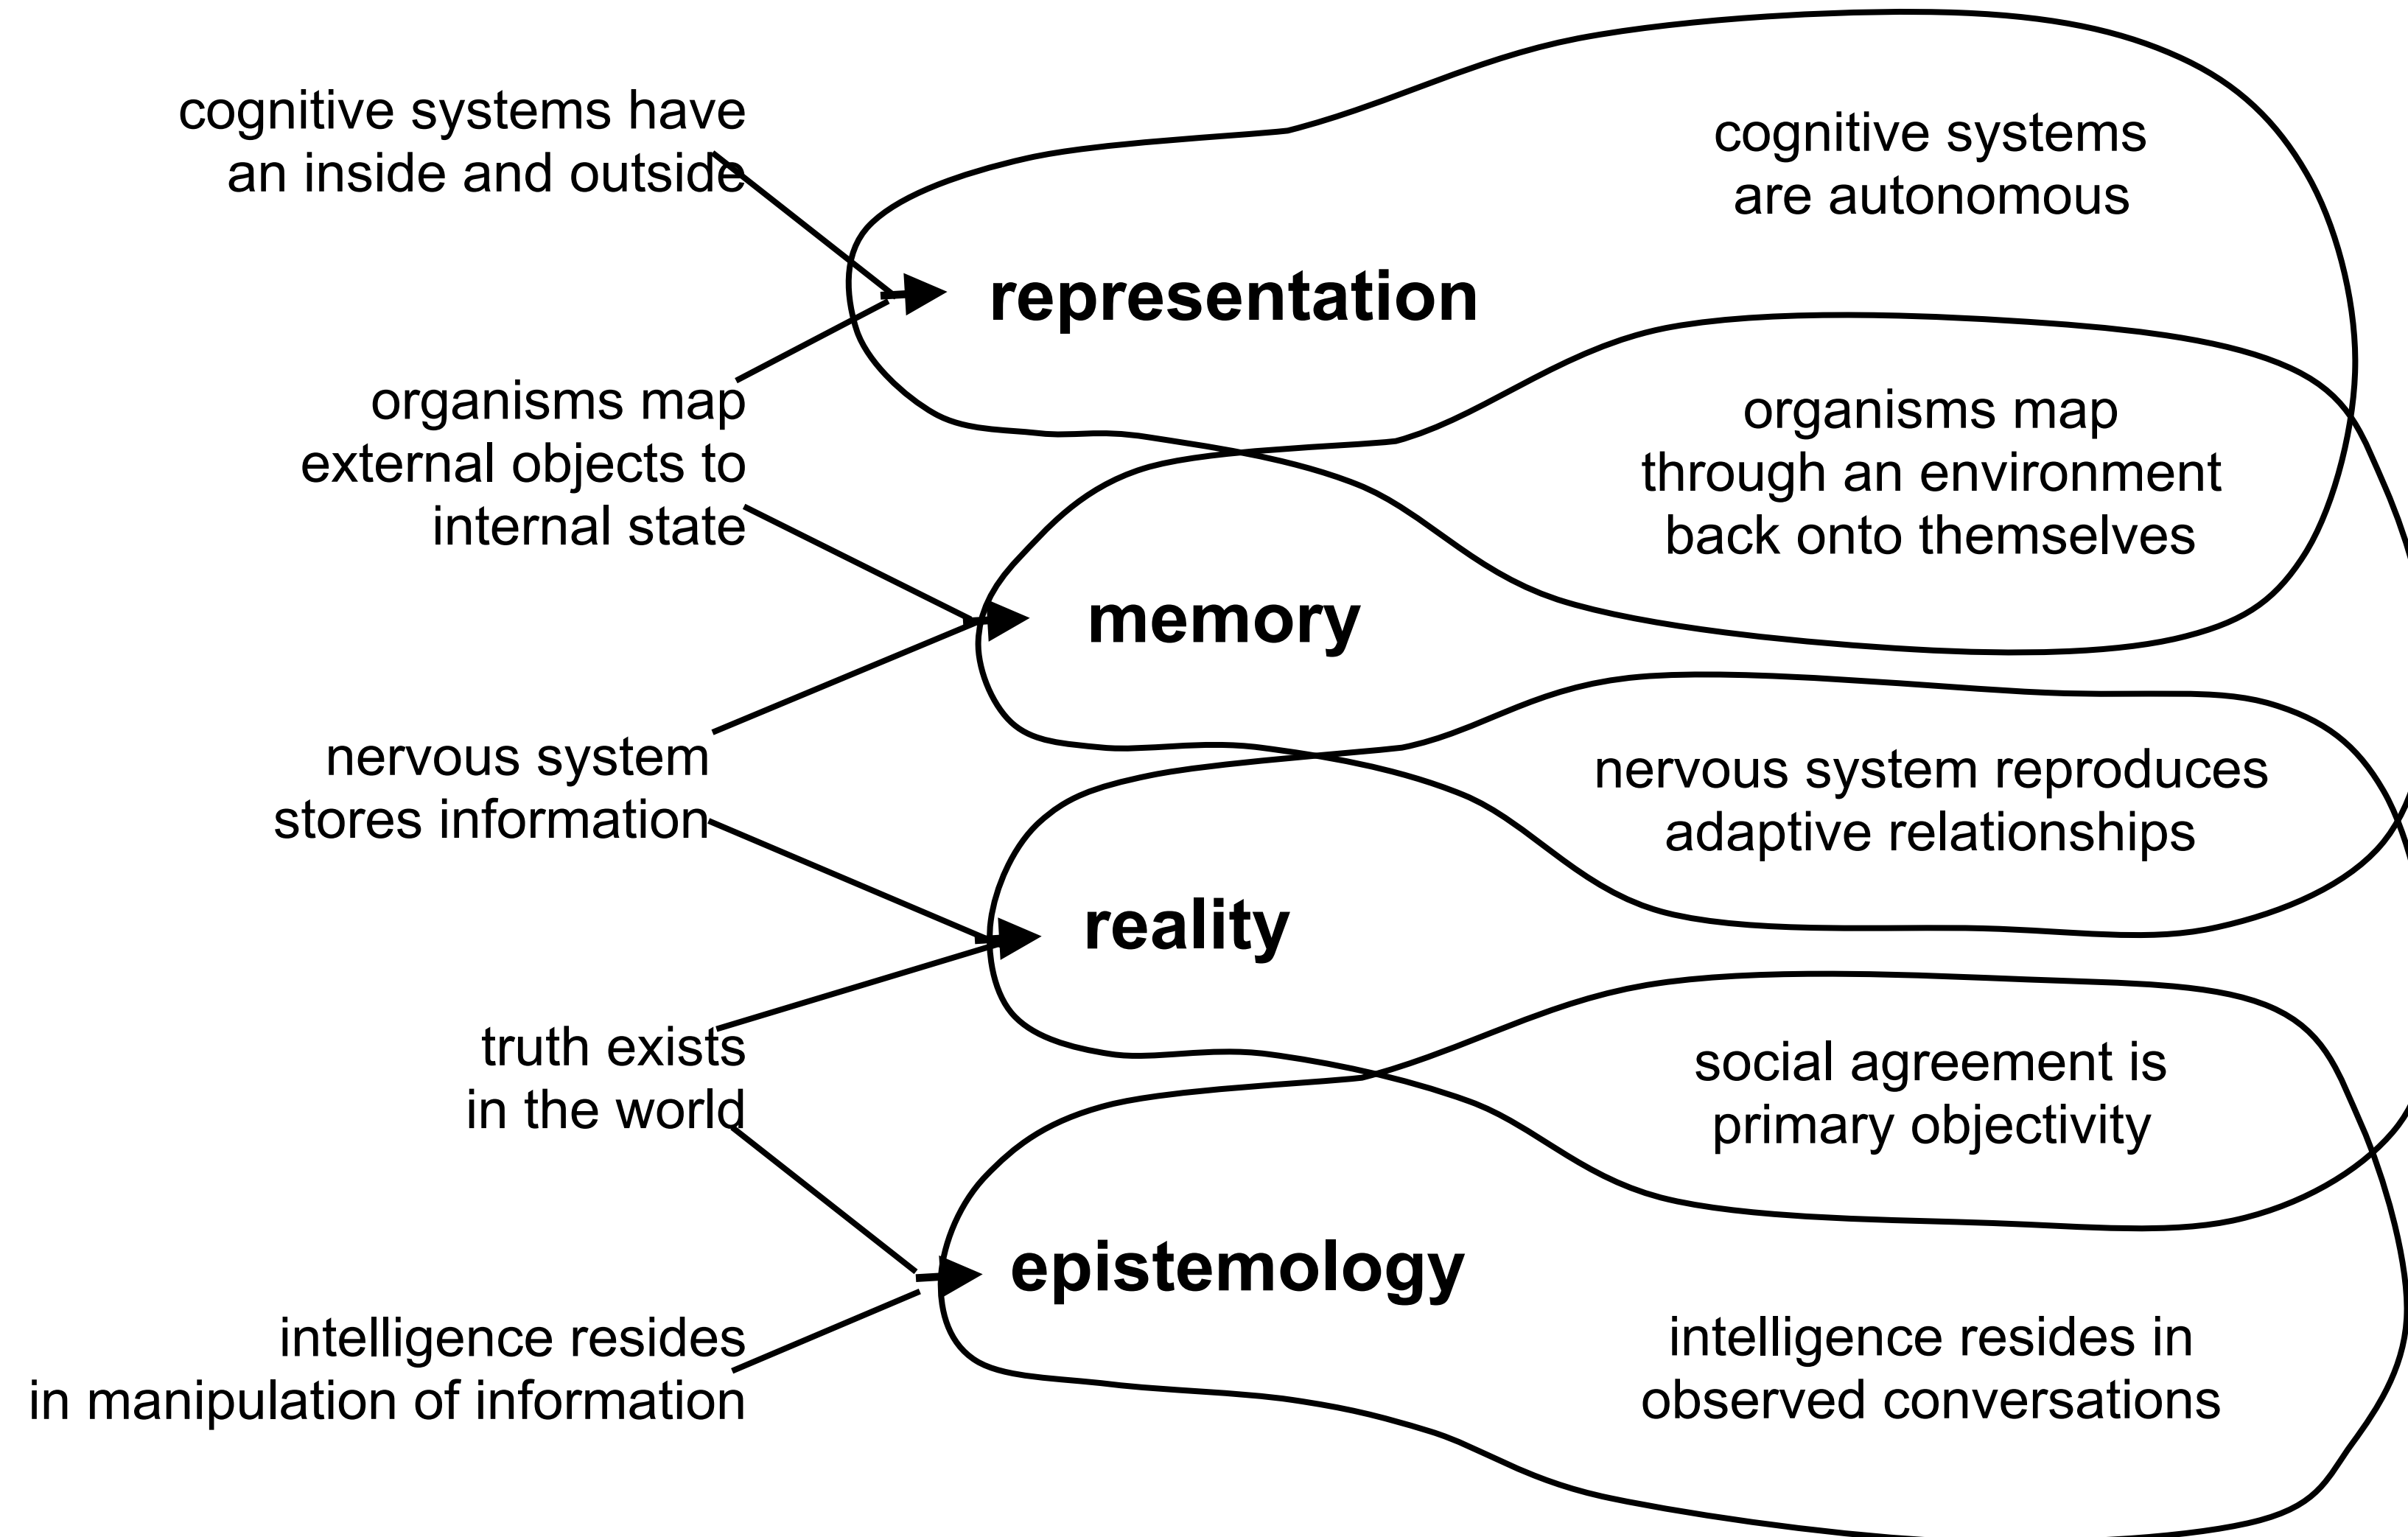 cognitive systems have
an inside and outside
organisms map
external objects to
internal state
nervous system
stores information
truth exists
in the world
intelligence resides
in manipulation of information
representation
memory
reality
epistemology
cognitive systems
are autonomous
organisms map
through an environment
back onto themselves
nervous system reproduces
adaptive relationships
social agreement is
primary objectivity
intelligence resides in
observed conversations